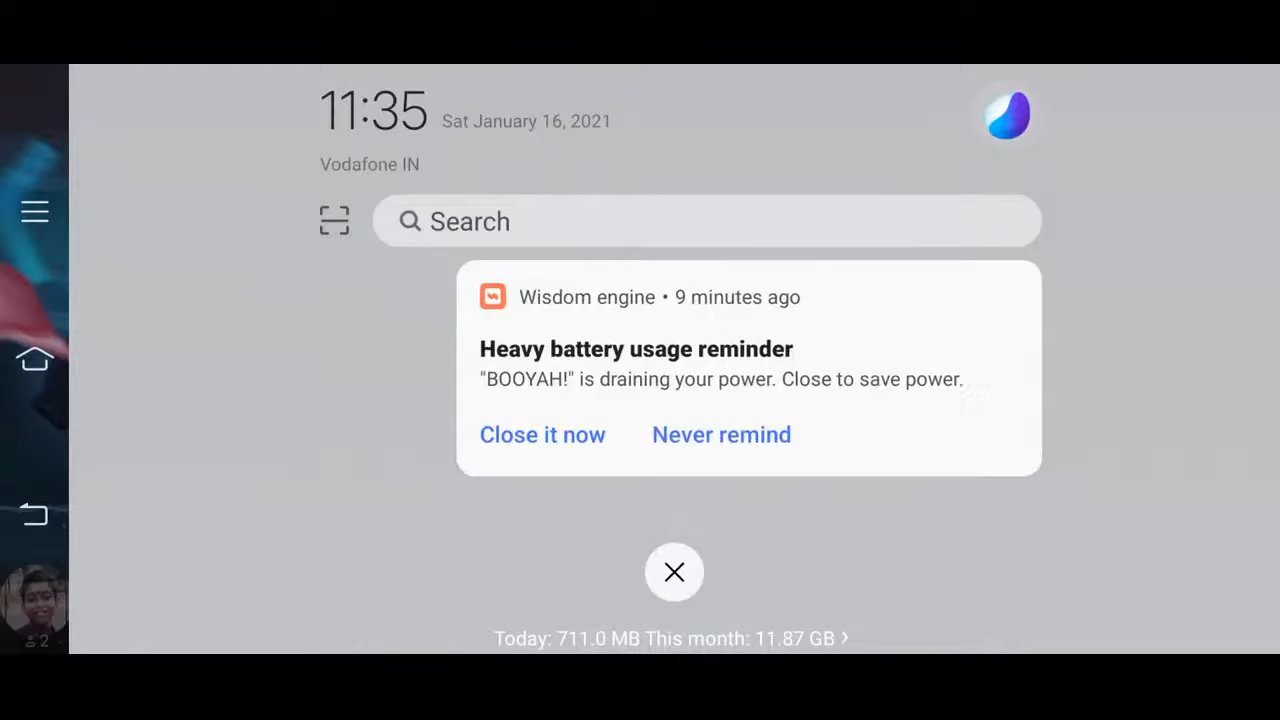 11:35 Sat January 16, 2021
Vodafone IN
Search
Wisdom engine • 9 minutes ago
Heavy battery usage reminder
"BOOYAH!" is draining your power. Close to save power.
Close it now Never remind
2
Today: 711.0 MB This month: 11.87 GB ›